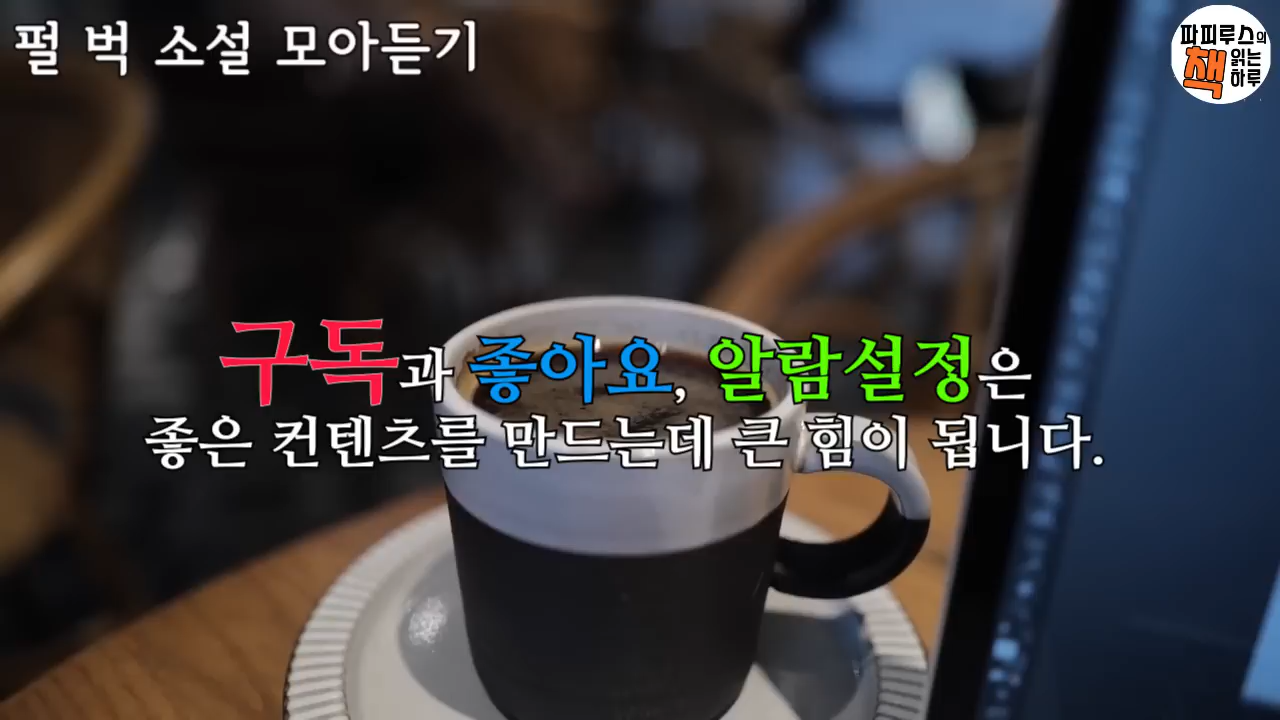 펄 벅 소설 모아듣기
파피루스의
책 읽는
하루
구독과 좋아요, 알람설정은
좋은 컨텐츠를 만드는데 큰 힘이 됩니다.